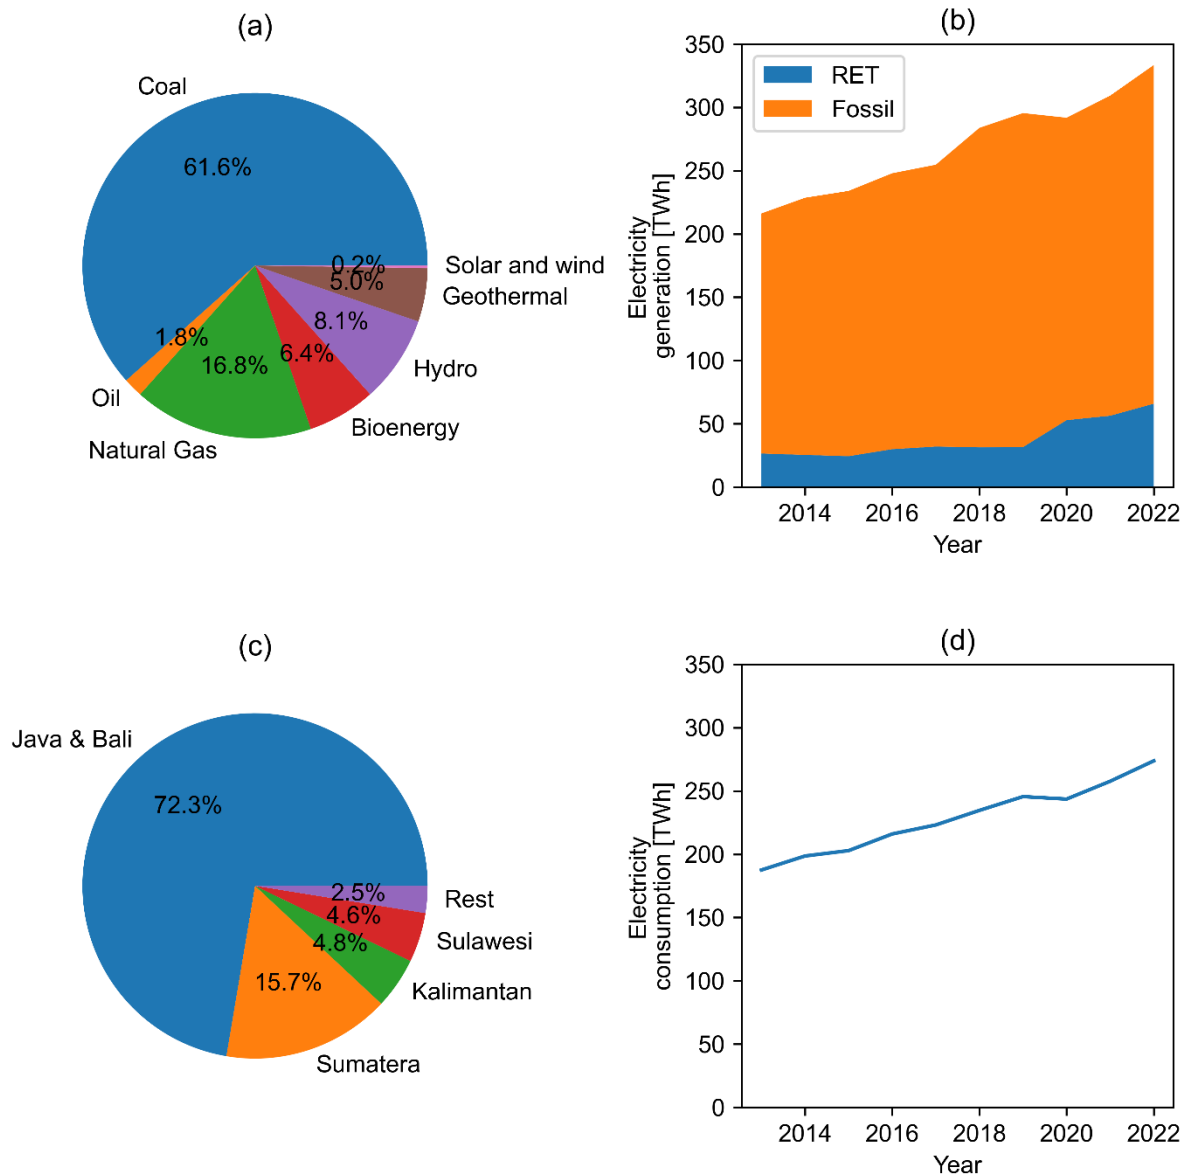 (a)
Coal
61.6%
0.2%
Solar and wind
5.0%
Geothermal
8.1%
Hydro
6.4%
Bioenergy
16.8%
Natural Gas
1.8%
Oil
(b)
350
300
250
200
150
100
50
0
Electricity
generation [TWh]
RET
Fossil
2014
2016
2018
2020
2022
Year
(c)
Java & Bali
72.3%
2.5%
Rest
4.6%
Sulawesi
4.8%
Kalimantan
15.7%
Sumatera
(d)
350
300
250
200
150
100
50
0
Electricity
consumption [TWh]
2014
2016
2018
2020
2022
Year